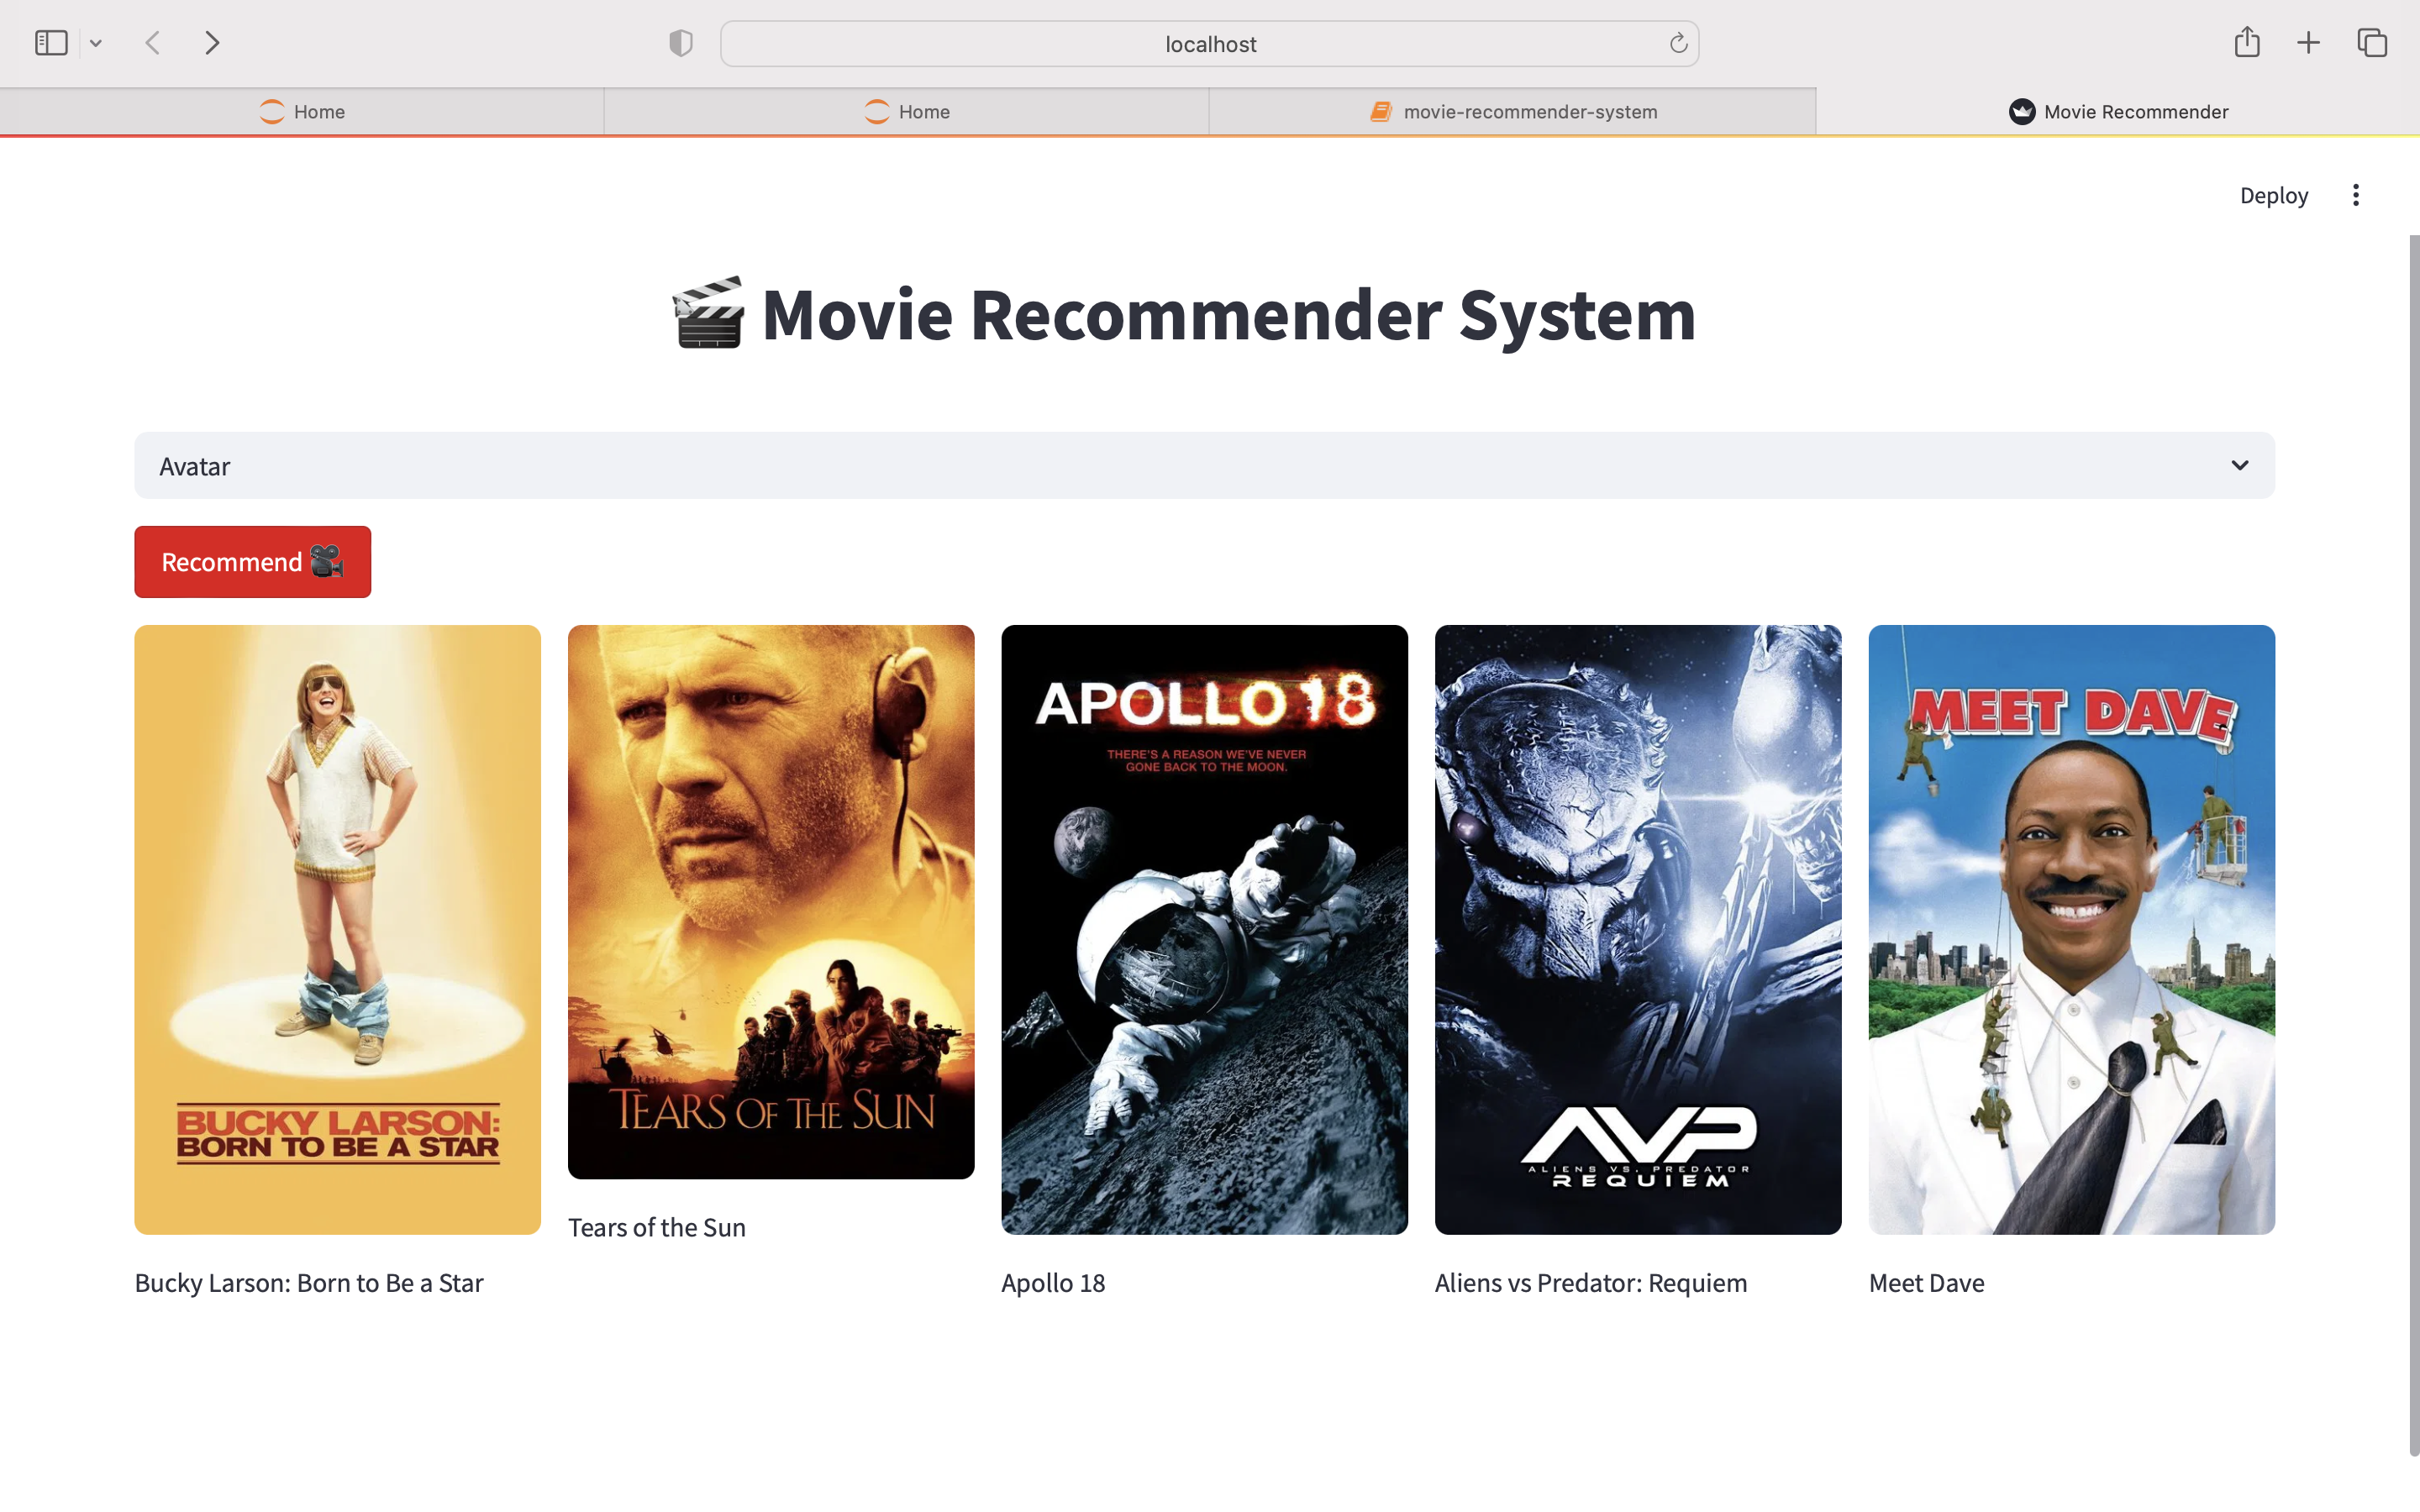 localhost
Home
Home
movie-recommender-system
Movie Recommender
Deploy
Movie Recommender System
Avatar
Recommend
BUCKY LARSON:
BORN TO BE A STAR
TEARS OF THE SUN
APOLLO 18
THERE'S A REASON WE'VE NEVER
GONE BACK TO THE MOON.
AVP
ALIENS VS. PREDATOR
REQUIEM
MEET DAVE
Tears of the Sun
Bucky Larson: Born to Be a Star
Apollo 18
Aliens vs Predator: Requiem
Meet Dave